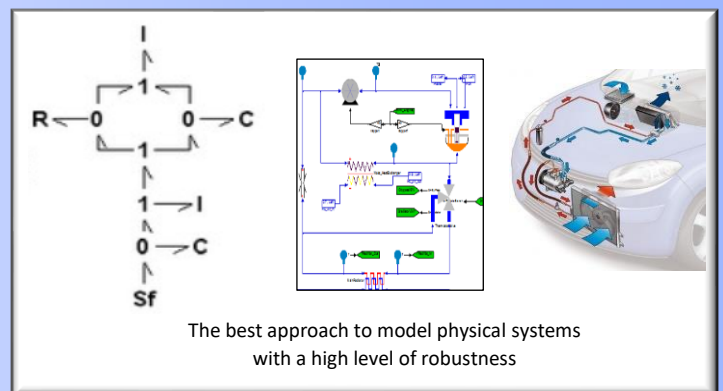 I
1
R 0 0 C
1
1 I
0 C
Sf
The best approach to model physical systems
with a high level of robustness